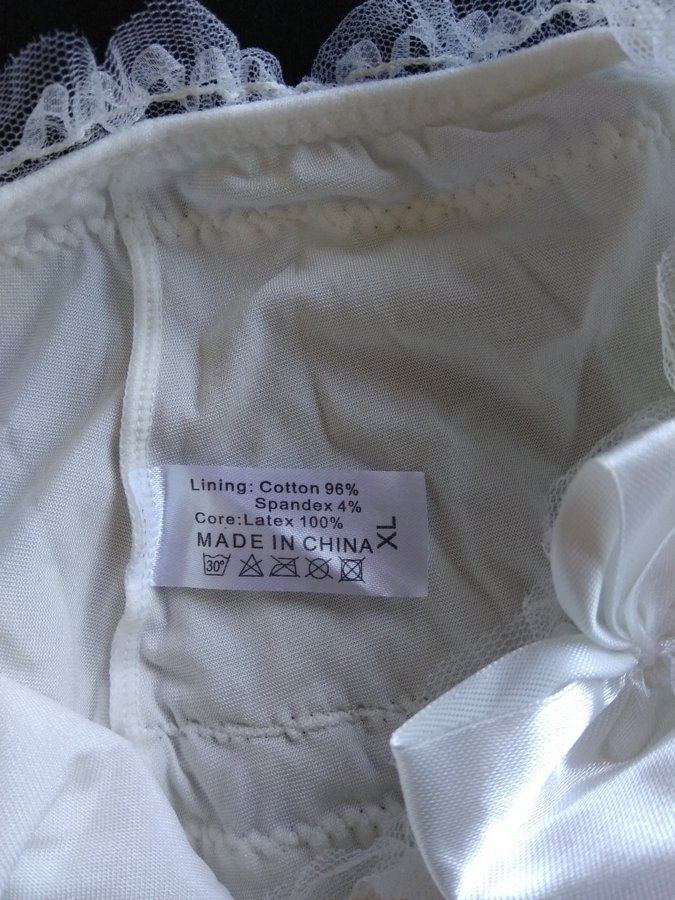 Lining: Cotton 96%
Spandex 4%
Core:Latex 100%
MADE IN CHINA
XL
30°